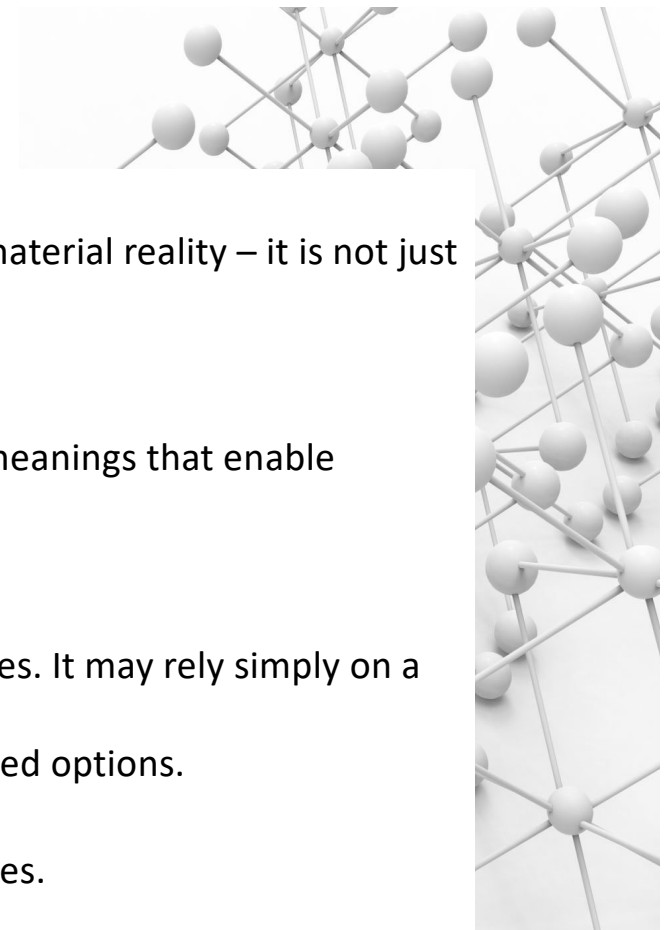 material reality – it is not just
meanings that enable
es. It may rely simply on a
ed options.
es.